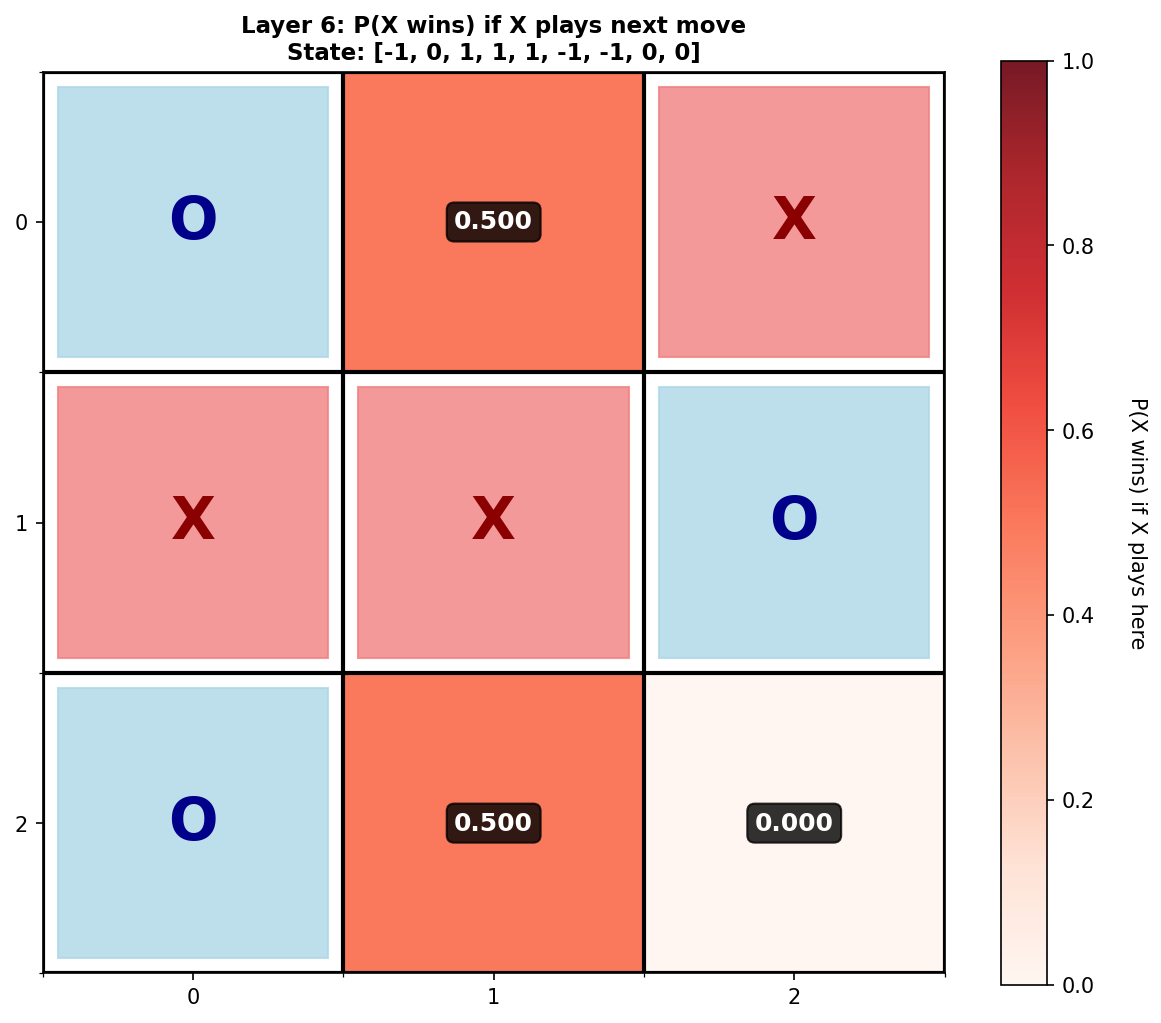 Layer 6: P(X wins) if X plays next move
State: [-1, 0, 1, 1, 1, -1, -1, 0, 0]
0
O
0.500
X
1
X
X
O
2
O
0.500
0.000
0
1
2
1.0
0.8
0.6
0.4
0.2
0.0
P(X wins) if X plays here